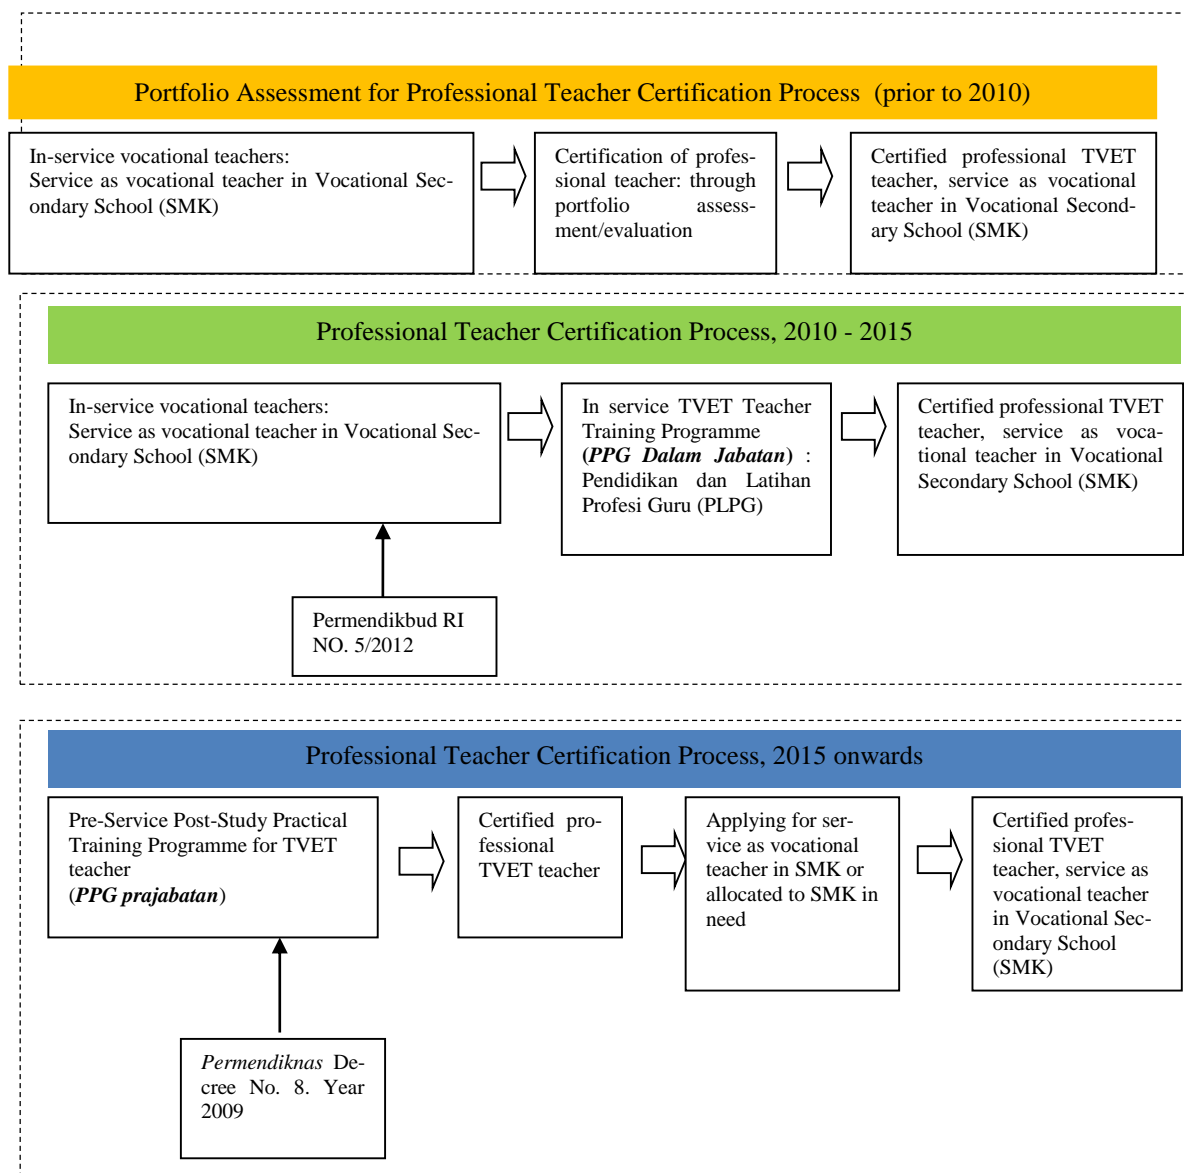 Portfolio Assessment for Professional Teacher Certification Process (prior to 2010)
In-service vocational teachers:
Service as vocational teacher in Vocational Sec-
ondary School (SMK)
Certification of profes-
sional teacher: through
portfolio assess-
ment/evaluation
Certified professional TVET
teacher, service as vocational
teacher in Vocational Second-
ary School (SMK)
Professional Teacher Certification Process, 2010 - 2015
In-service vocational teachers:
Service as vocational teacher in Vocational Sec-
ondary School (SMK)
In service TVET Teacher
Training Programme
(PPG Dalam Jabatan) :
Pendidikan dan Latihan
Profesi Guru (PLPG)
Certified professional TVET
teacher, service as voca-
tional teacher in Vocational
Secondary School (SMK)
Permendikbud RI
NO. 5/2012
Professional Teacher Certification Process, 2015 onwards
Pre-Service Post-Study Practical
Training Programme for TVET
teacher
(PPG prajabatan)
Certified pro-
fessional
TVET teacher
Applying for ser-
vice as vocational
teacher in SMK or
allocated to SMK in
need
Certified profes-
sional TVET
teacher, service as
vocational teacher
in Vocational Sec-
ondary School
(SMK)
Permendiknas De-
cree No. 8. Year
2009